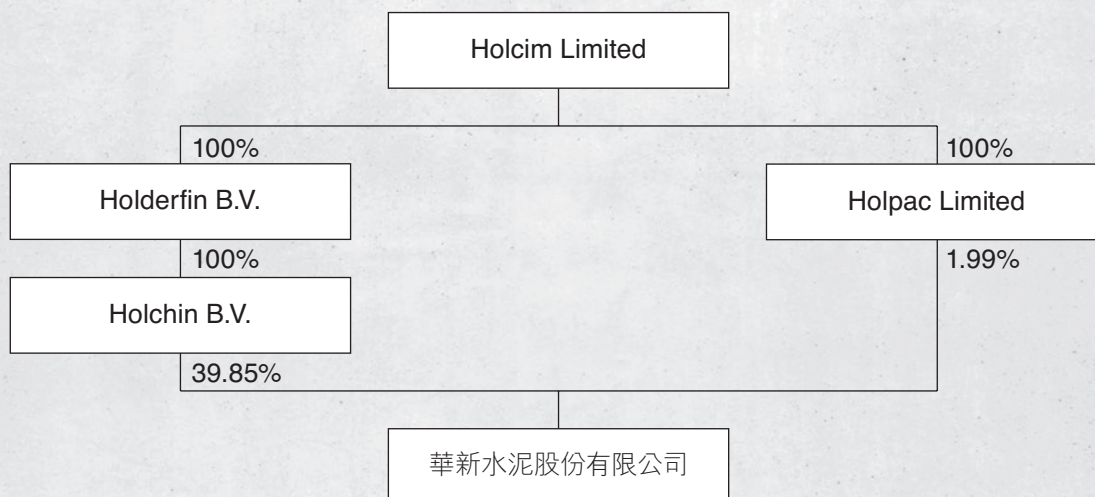 Holcim Limited
100%
100%
Holderfin B.V.
Holpac Limited
100%
1.99%
Holchin B.V.
39.85%
華新水泥股份有限公司